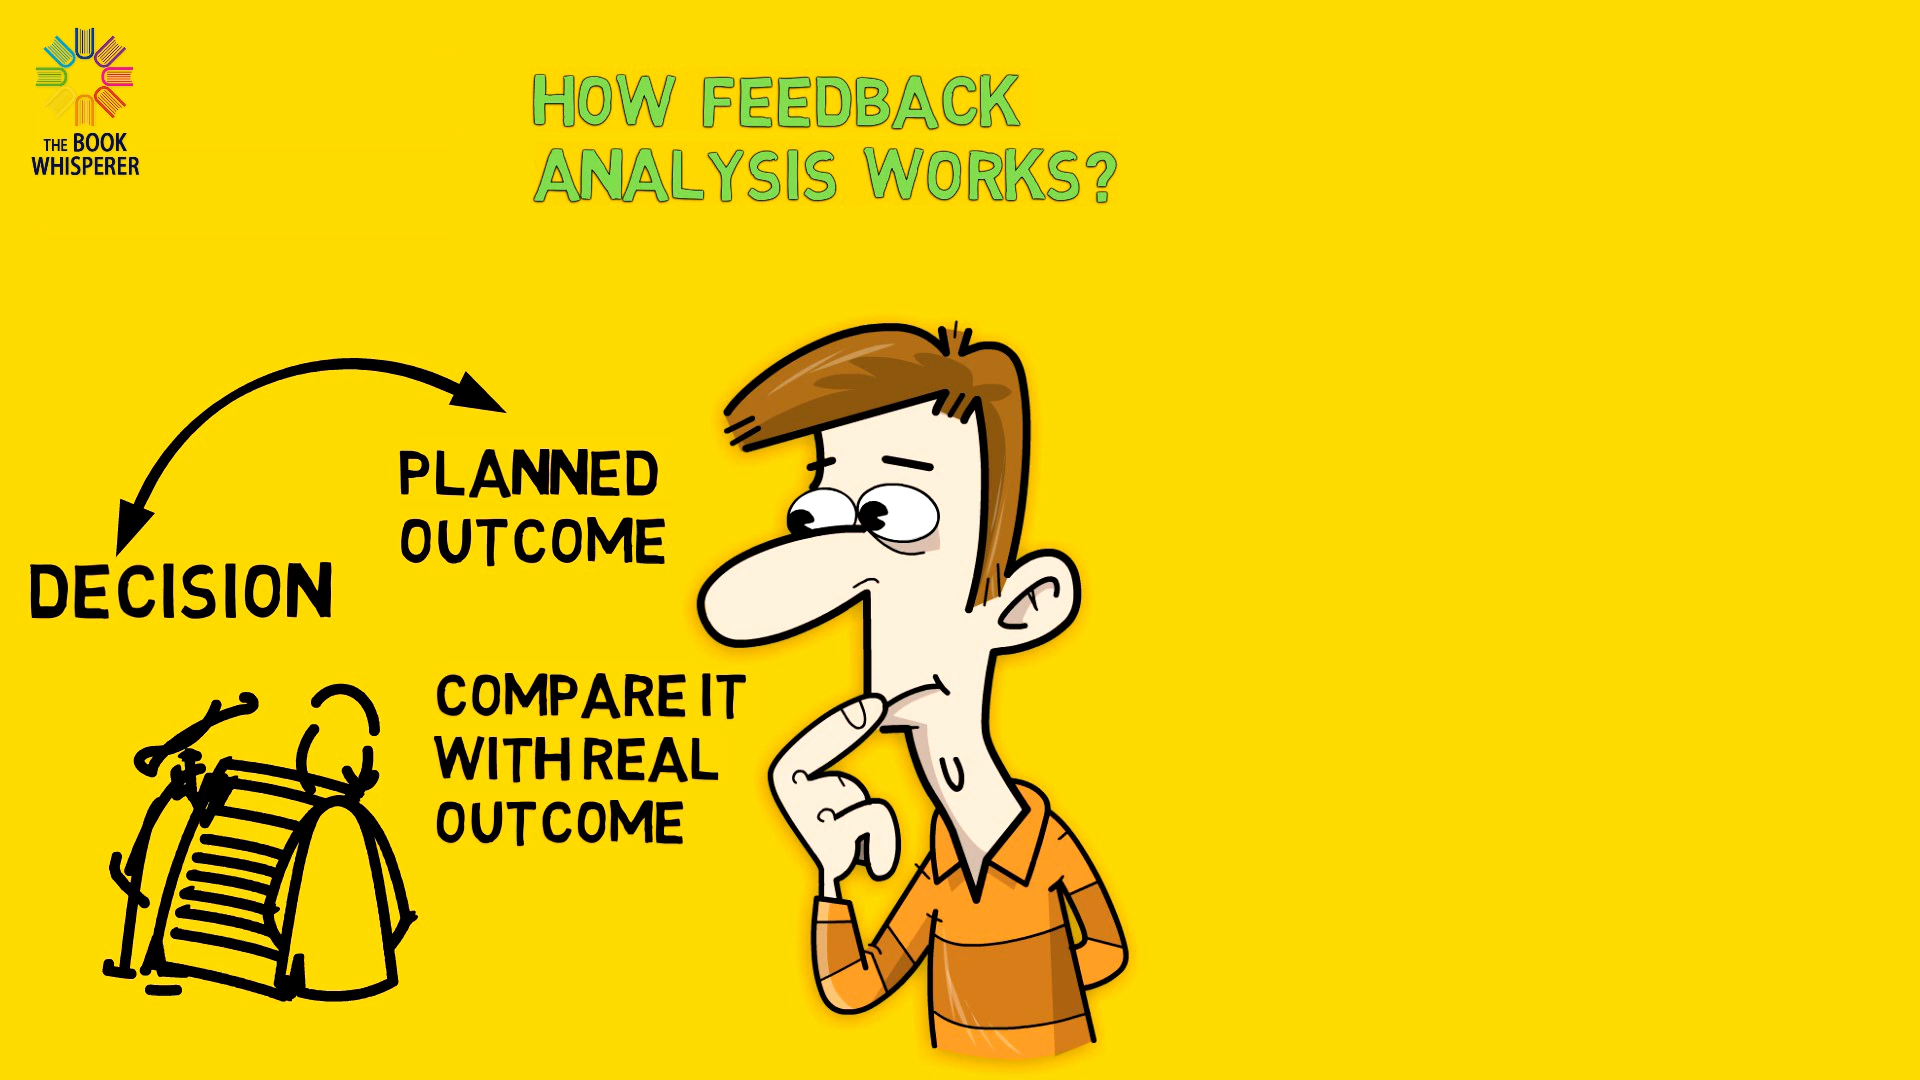 THE BOOK
WHISPERER
HOW FEEDBACK
ANALYSIS WORKS?
PLANNED
OUTCOME
DECISION
COMPARE IT
WITH REAL
OUTCOME